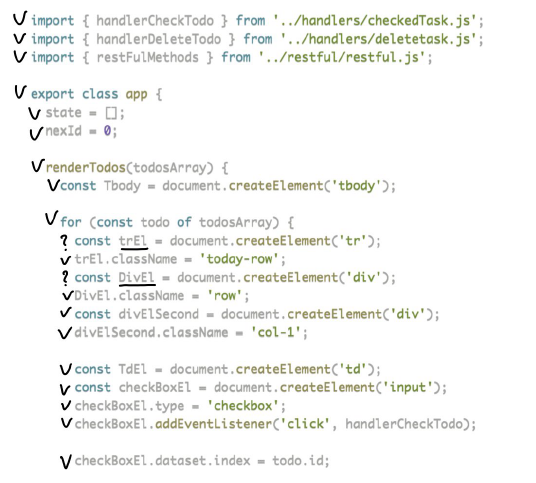 ✓ import { handlerCheckTodo } from '../handlers/checkedTask.js';
✓ import { handlerDeleteTodo } from '../handlers/deletetask.js';
✓ import { restFulMethods } from '../restful/restful.js';
✓ export class app {
✓ state = [];
✓ nexId = 0;
✓ renderTodos(todosArray) {
✓ const Tbody = document.createElement('tbody');
✓ for (const todo of todosArray) {
? const trEl = document.createElement('tr');
✓ trEl.className = 'today-row';
? const DivEl = document.createElement('div');
✓ DivEl.className = 'row';
✓ const divElSecond = document.createElement('div');
✓ divElSecond.className = 'col-1';
✓ const TdEl = document.createElement('td');
✓ const checkBoxEl = document.createElement('input');
✓ checkBoxEl.type = 'checkbox';
✓ checkBoxEl.addEventListener('click', handlerCheckTodo);
✓ checkBoxEl.dataset.index = todo.id;